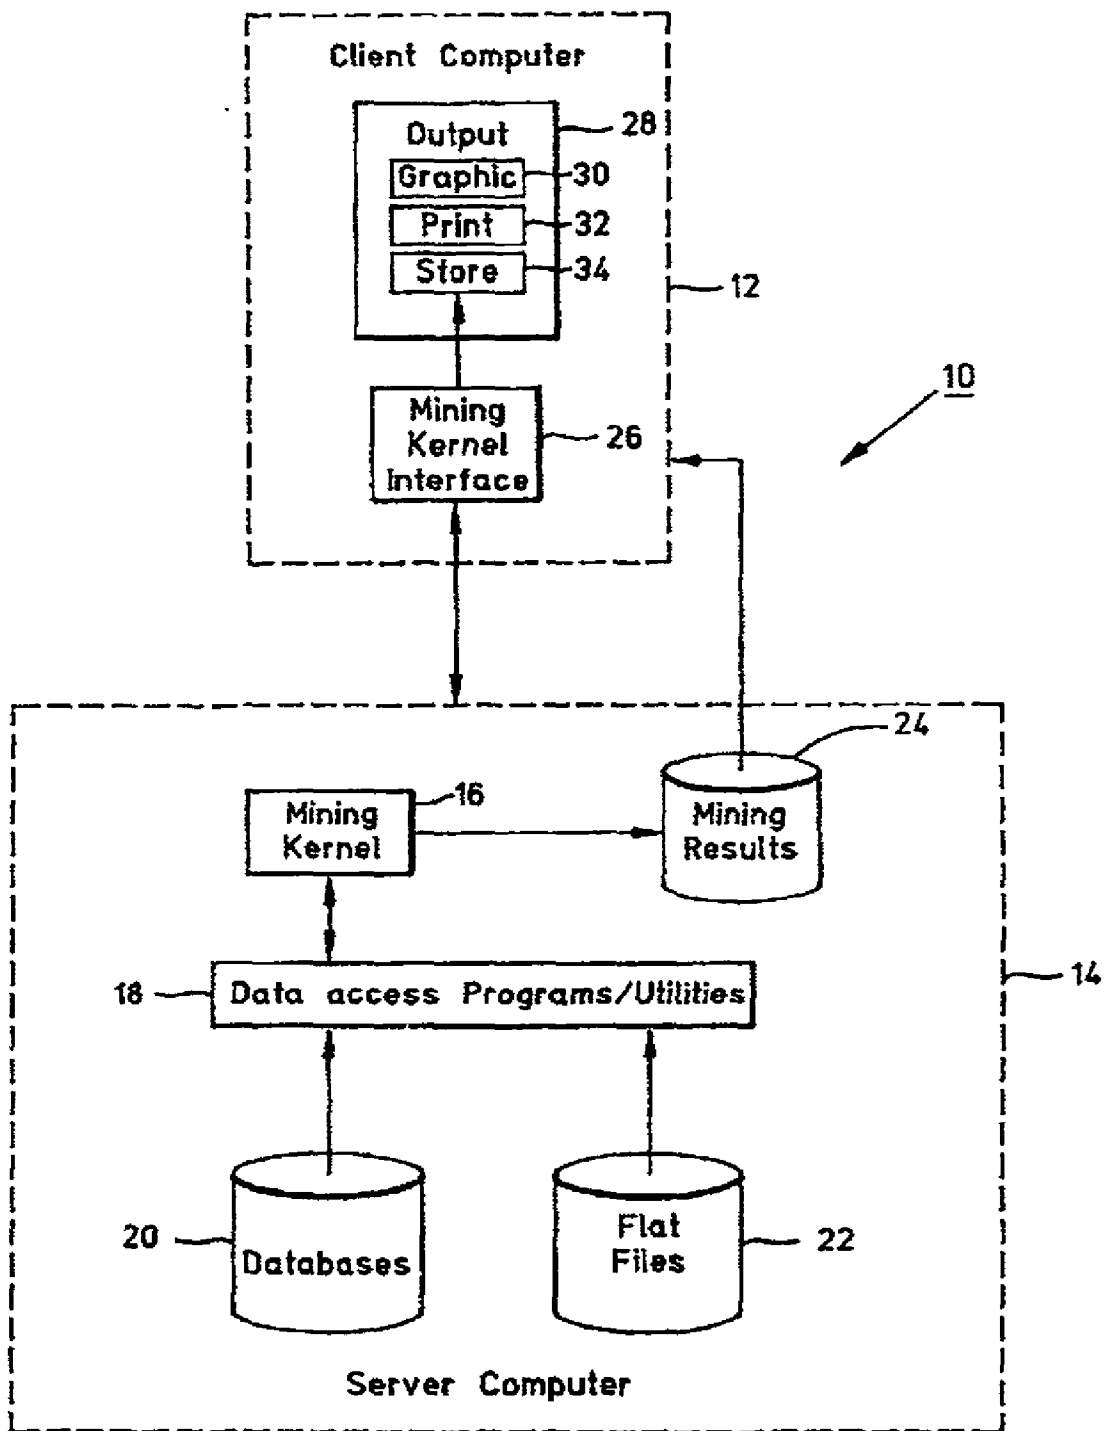 Client Computer
Output
28
Graphic
30
Print
32
Store
34
12
10
Mining
Kernel
Interface
26
24
Mining
Kernel
16
Mining
Results
14
18
Data access Programs/Utilities
20
Databases
Flat
Files
22
Server Computer